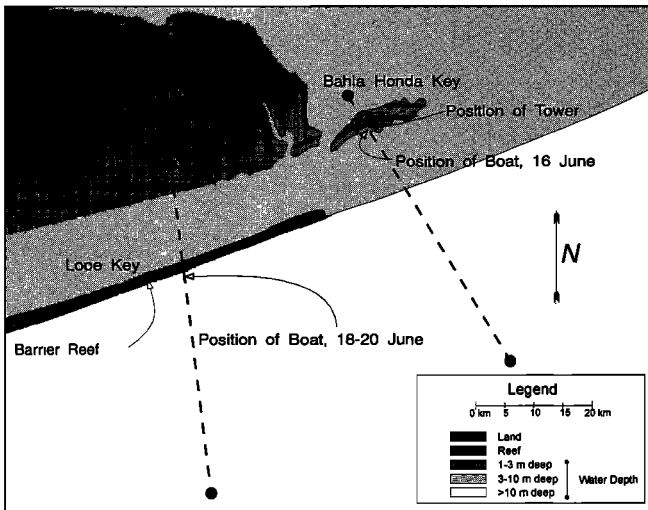 Bahia Honda Key
Position of Tower
Position of Boat, 16 June
N
Looe Key
Position of Boat, 18-20 June
Barrier Reef
Legend
0 km 5 10 15 20 km
Land
Reef
1-3 m deep
3-10 m deep
>10 m deep
Water Depth